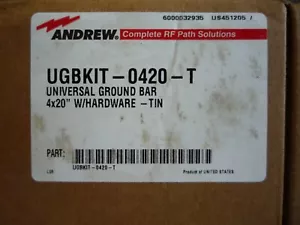 6000032935 US451205 /
ANDREW. Complete RF Path Solutions
UGBKIT-0420-T
UNIVERSAL GROUND BAR
4x20" W/HARDWARE -TIN
PART:
UGBKIT-0420-T
Product of UNITED STATES